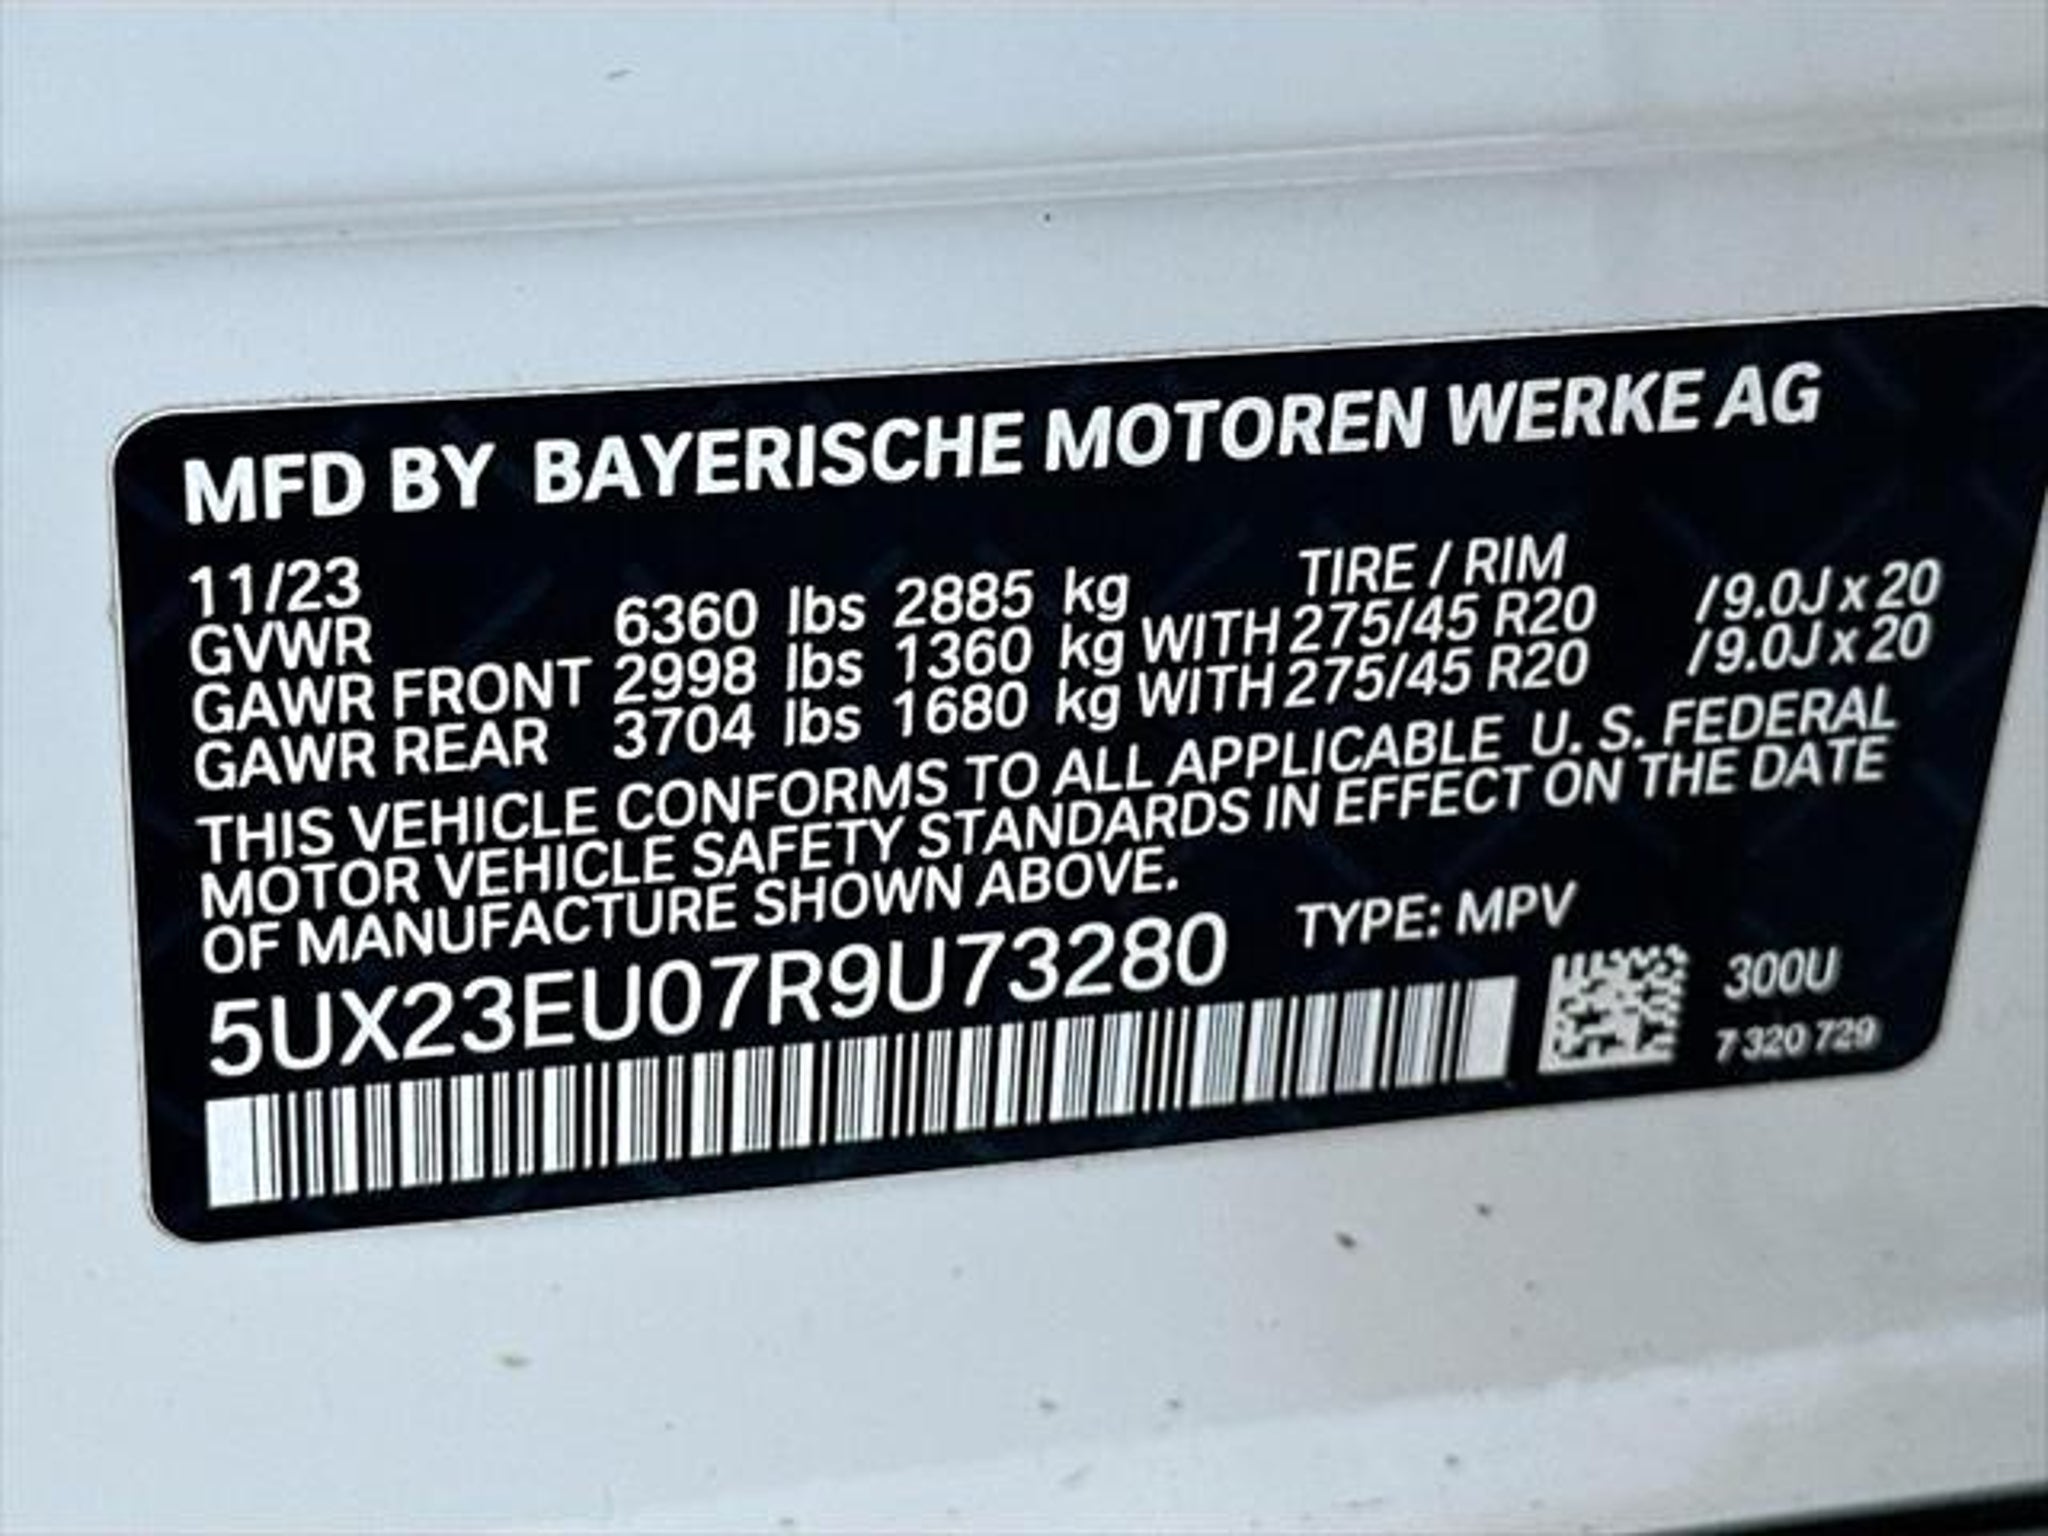 MFD BY BAYERISCHE MOTOREN WERKE AG
11/23 TIRE / RIM
GVWR 6360 lbs 2885 kg
GAWR FRONT 2998 lbs 1360 kg WITH 275/45 R20 /9.0J x 20
GAWR REAR 3704 lbs 1680 kg WITH 275/45 R20 /9.0J x 20
THIS VEHICLE CONFORMS TO ALL APPLICABLE U. S. FEDERAL
MOTOR VEHICLE SAFETY STANDARDS IN EFFECT ON THE DATE
OF MANUFACTURE SHOWN ABOVE.
5UX23EU07R9U73280 TYPE: MPV
300U
7 320 729